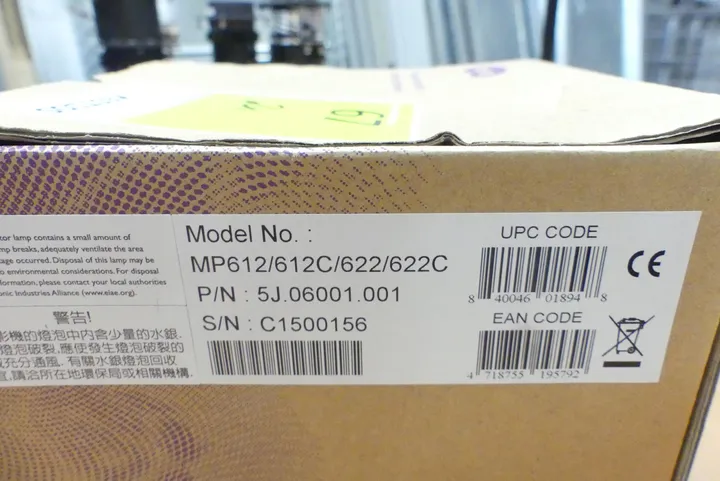 19
tor lamp contains a small amount of
mp breaks, adequately ventilate the area
age occurred. Disposal of this lamp may be
o environmental considerations. For disposal
rmation, please contact your local authorities
onic Industries Alliance (www.eiae.org).
警告!
影機的燈泡中內含少量的水銀.
燈泡破裂,應使發生燈泡破裂的
或充分通風. 有關水銀燈泡回收
宜,請洽所在地環保局或相關機構.
Model No. :
MP612/612C/622/622C
P/N : 5J.06001.001
S/N : C1500156
UPC CODE
8 40046 01894 8
EAN CODE
4 718755 195792
CE